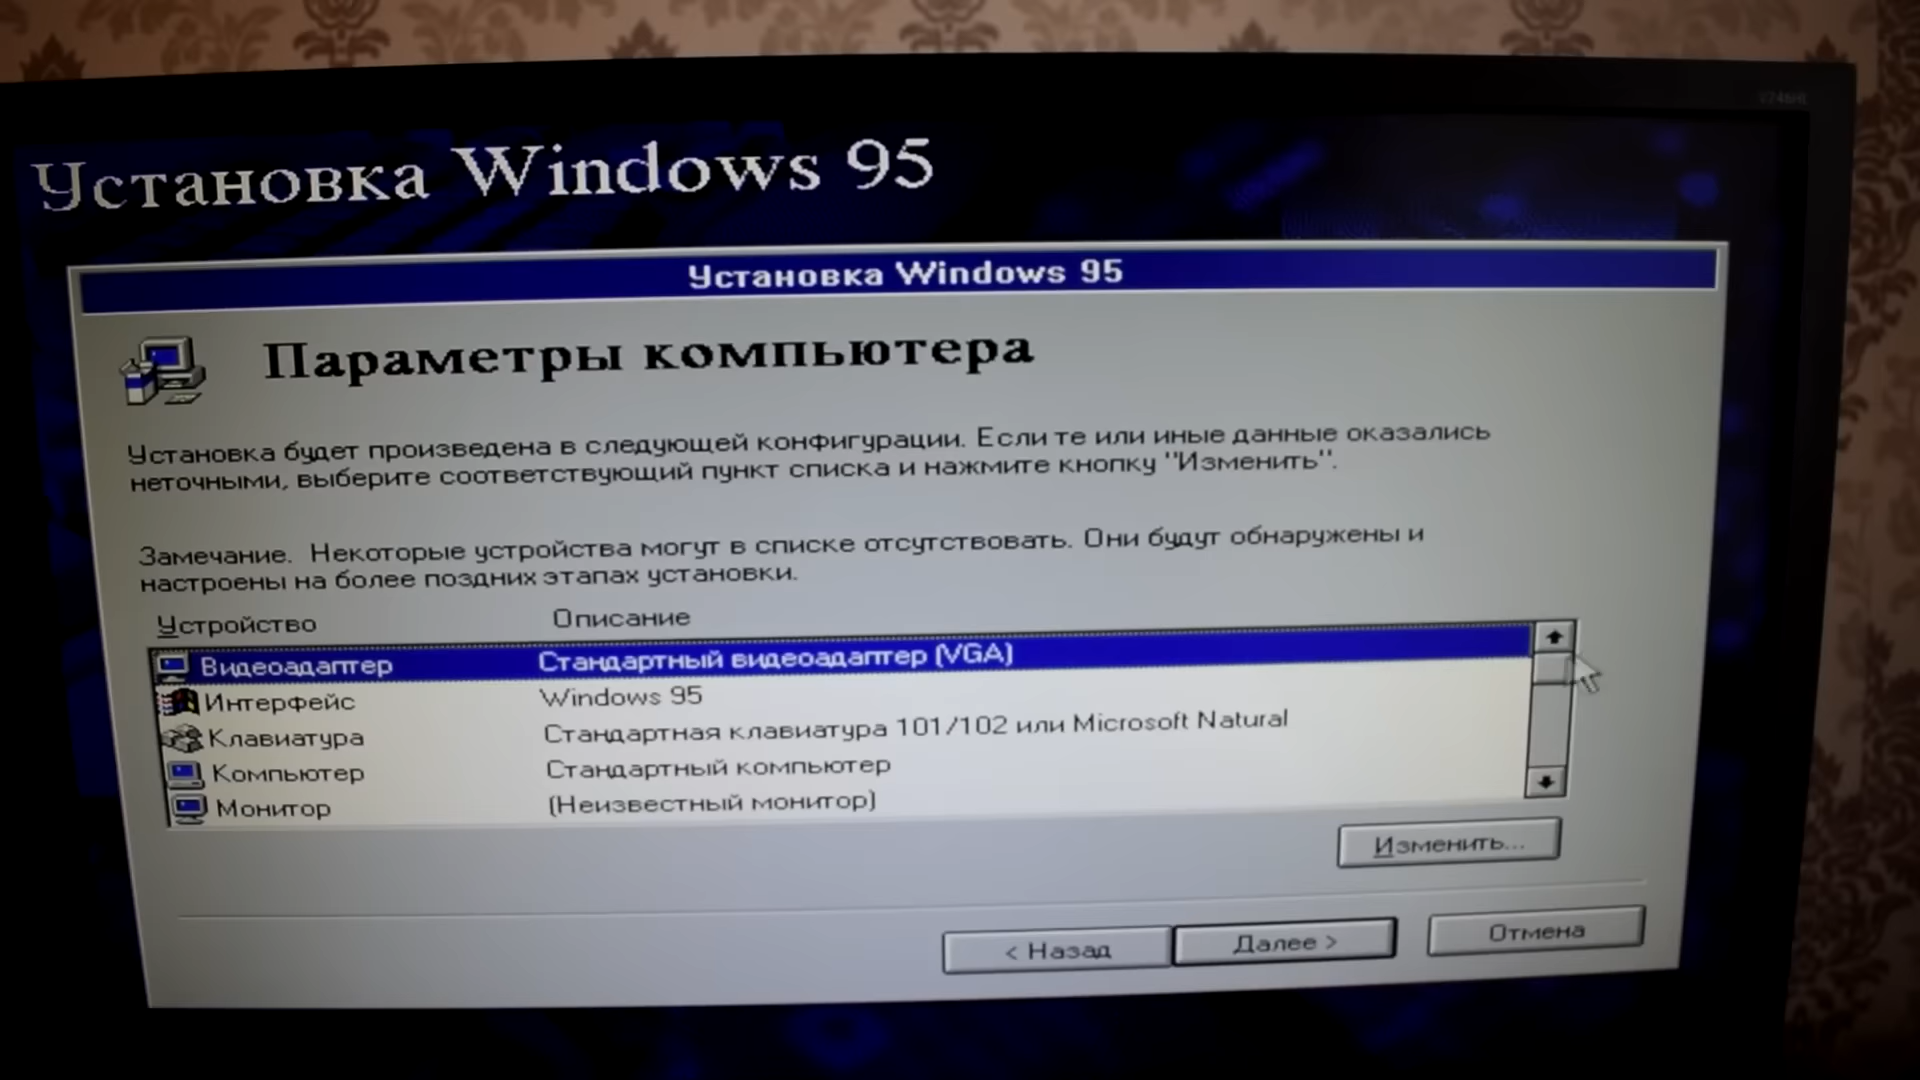 Установка Windows 95
Установка Windows 95
Параметры компьютера
Установка будет произведена в следующей конфигурации. Если те или иные данные оказались
неточными, выберите соответствующий пункт списка и нажмите кнопку "Изменить".
Замечание. Некоторые устройства могут в списке отсутствовать. Они будут обнаружены и
настроены на более поздних этапах установки.
Устройство Описание
Видеоадаптер Стандартный видеоадаптер (VGA)
Интерфейс Windows 95
Клавиатура Стандартная клавиатура 101/102 или Microsoft Natural
Компьютер Стандартный компьютер
Монитор (Неизвестный монитор)
Изменить...
< Назад Далее > Отмена